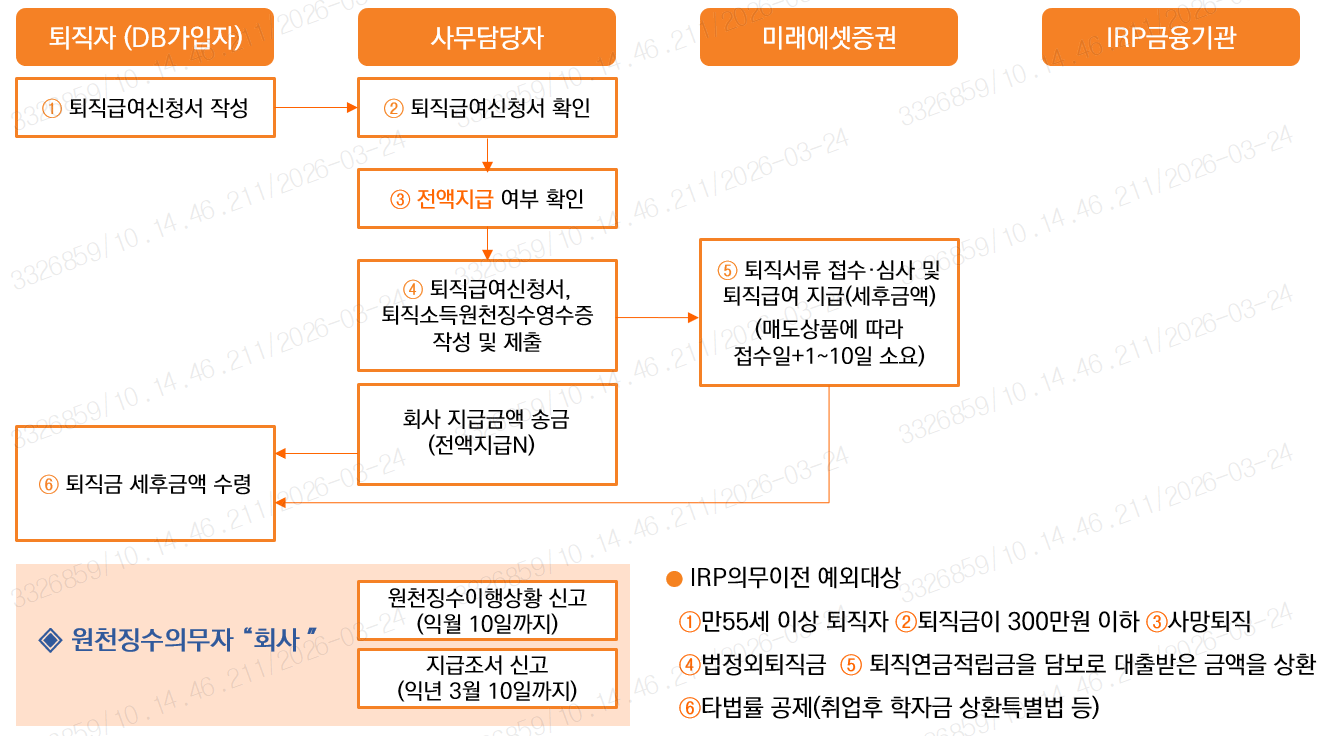 퇴직자 (DB가입자)
사무담당자
미래에셋증권
IRP금융기관
① 퇴직급여신청서 작성
② 퇴직급여신청서 확인
③ 전액지급 여부 확인
④ 퇴직급여신청서,
퇴직소득원천징수영수증
작성 및 제출
⑤ 퇴직서류 접수·심사 및
퇴직급여 지급(세후금액)
(매도상품에 따라
접수일+1~10일 소요)
회사 지급금액 송금
(전액지급N)
⑥ 퇴직금 세후금액 수령
◈ 원천징수의무자 “회사 ”
원천징수이행상황 신고
(익월 10일까지)
지급조서 신고
(익년 3월 10일까지)
● IRP의무이전 예외대상
①만55세 이상 퇴직자 ②퇴직금이 300만원 이하 ③사망퇴직
④법정외퇴직금 ⑤ 퇴직연금적립금을 담보로 대출받은 금액을 상환
⑥타법률 공제(취업후 학자금 상환특별법 등)
3326859/10.14.46.211/2026-03-24